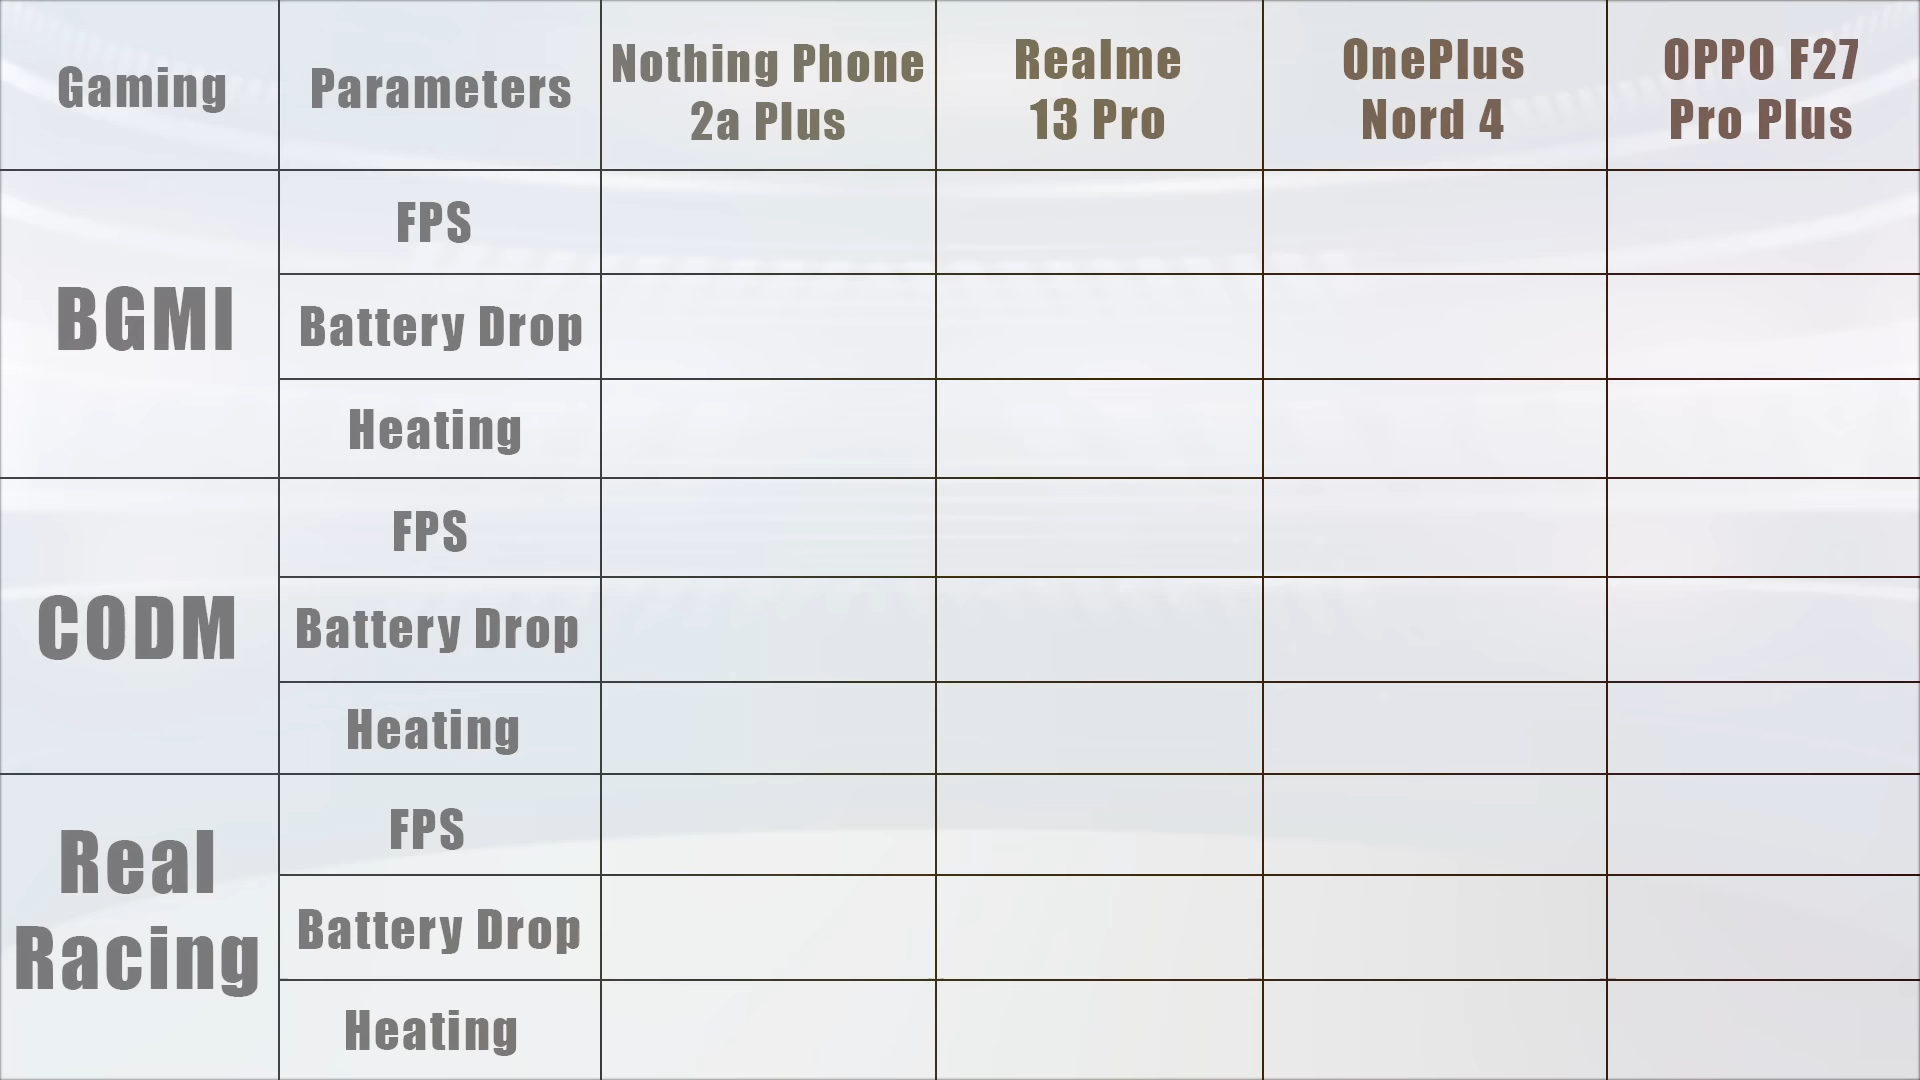 Gaming
Parameters
Nothing Phone
2a Plus
Realme
13 Pro
OnePlus
Nord 4
OPPO F27
Pro Plus
BGMI
FPS
Battery Drop
Heating
CODM
FPS
Battery Drop
Heating
Real
Racing
FPS
Battery Drop
Heating